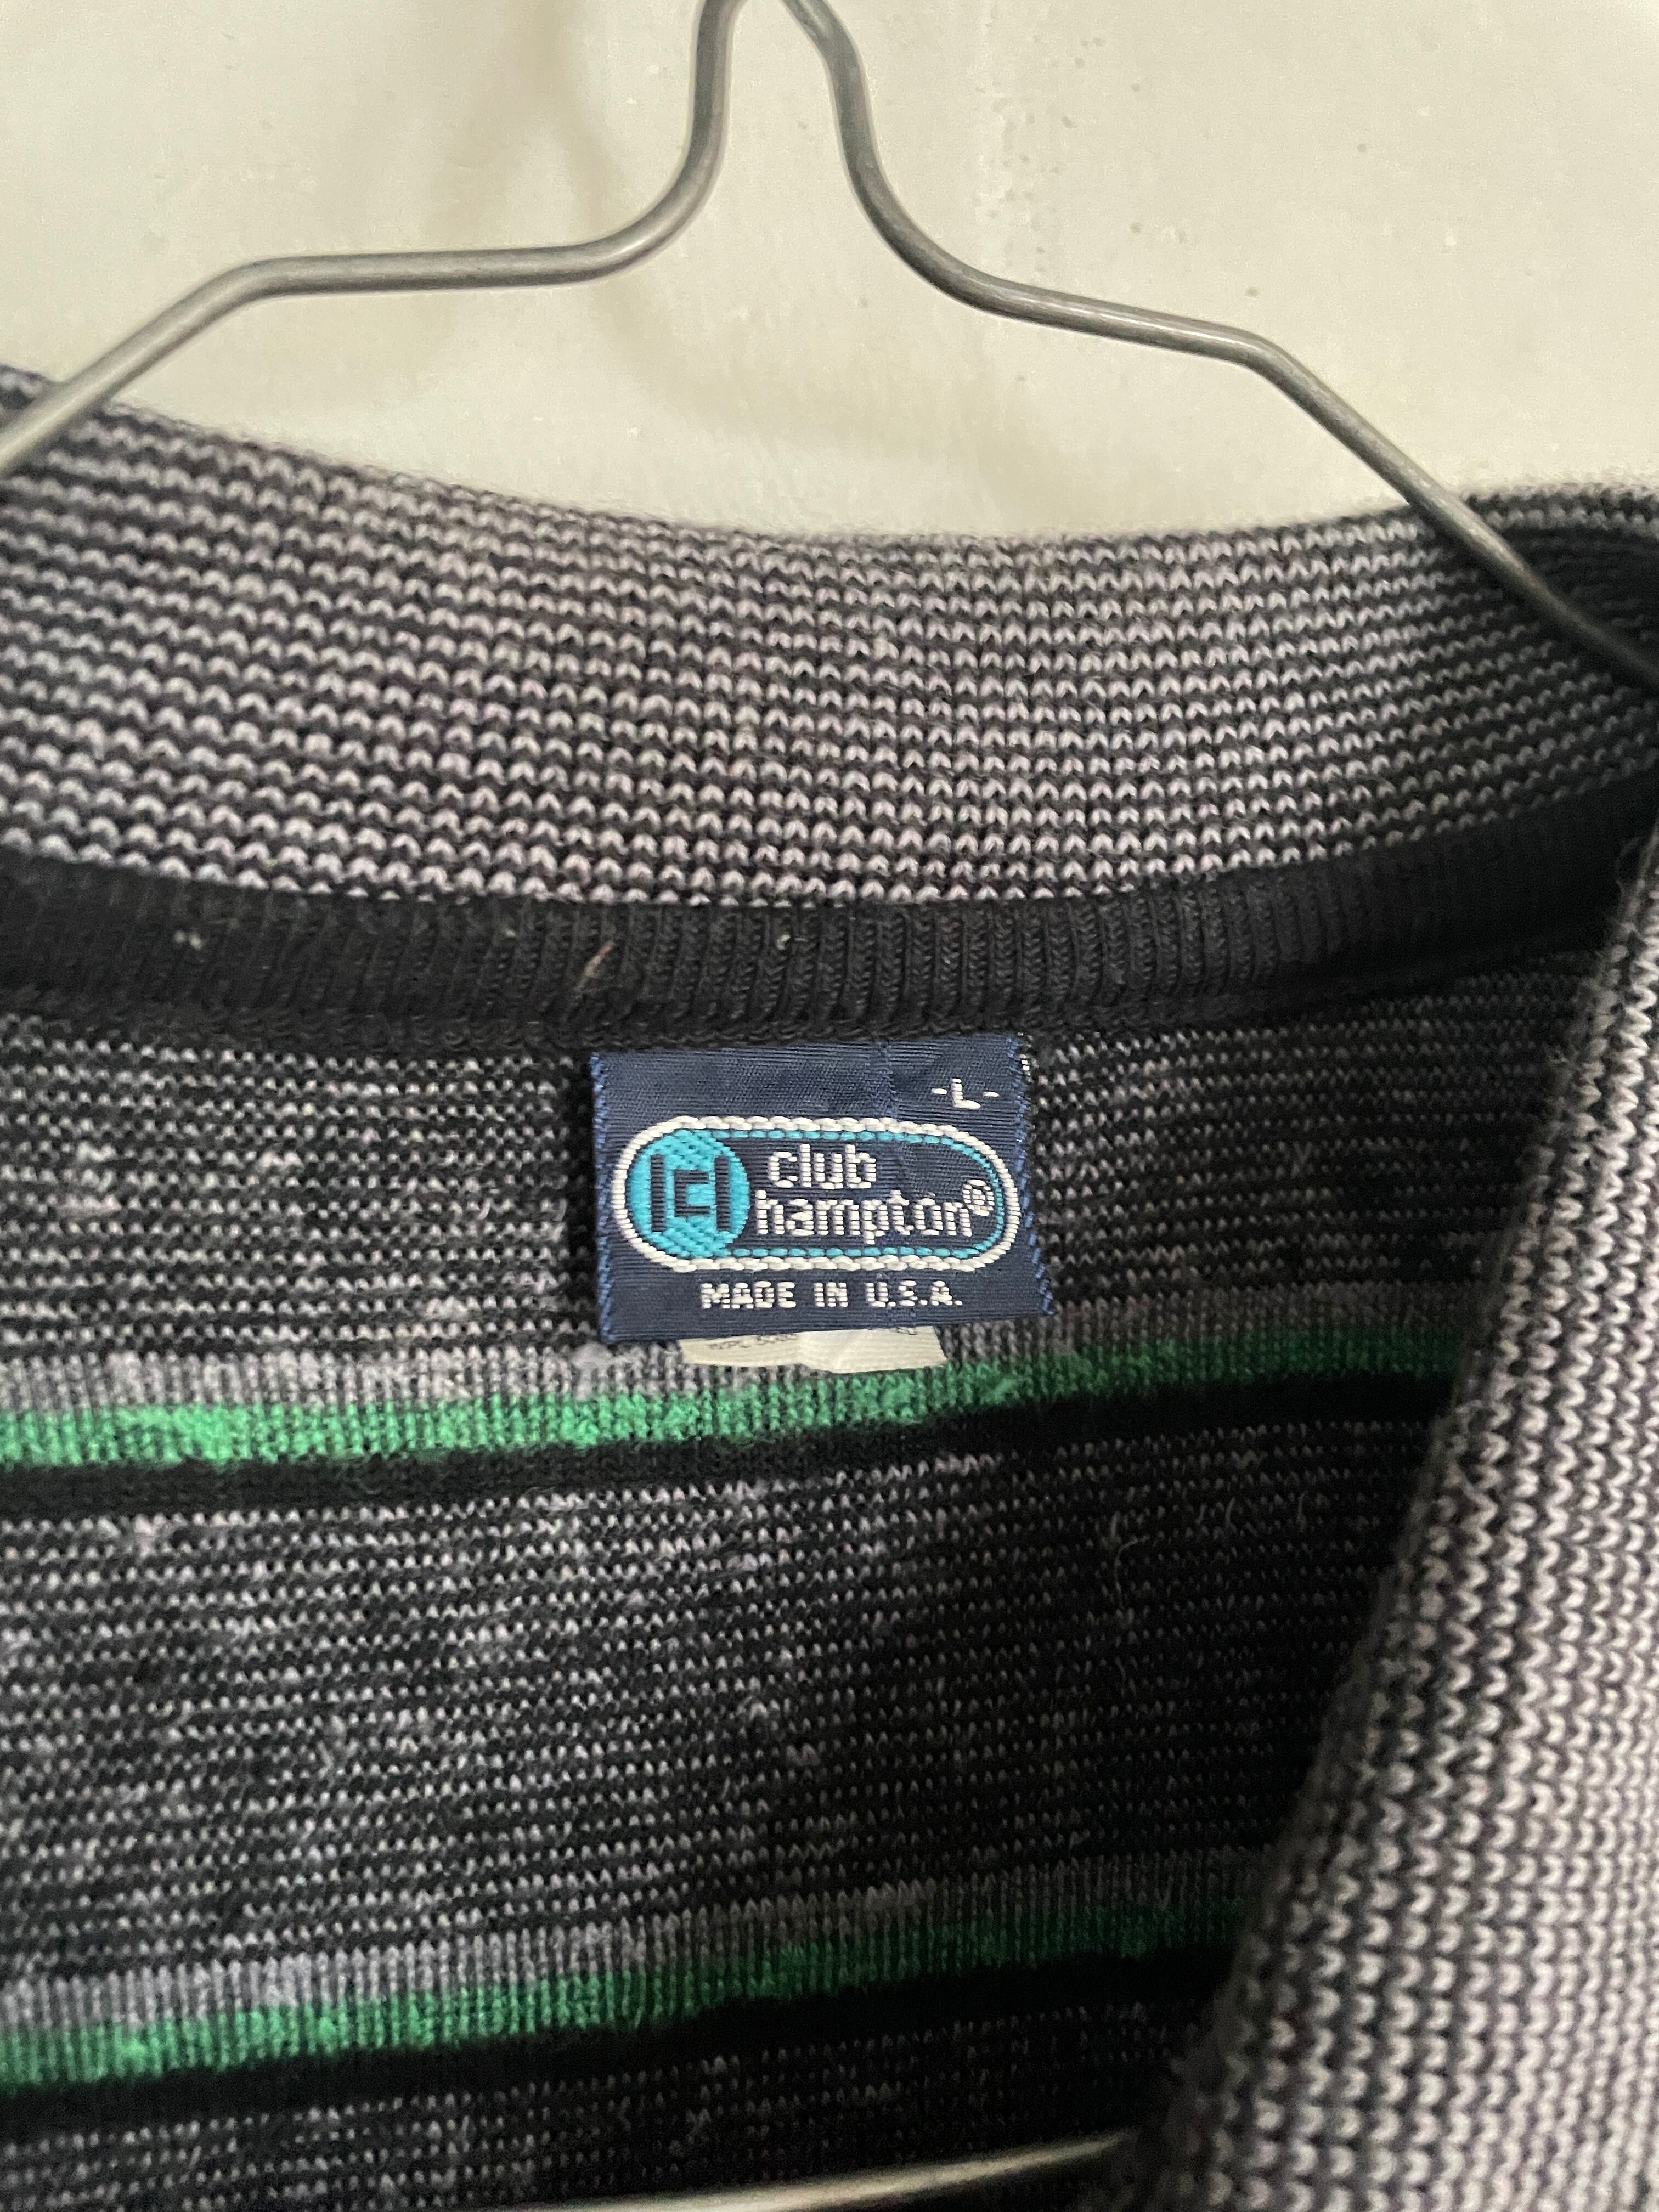 -L-
club
hampton®
MADE IN U.S.A.